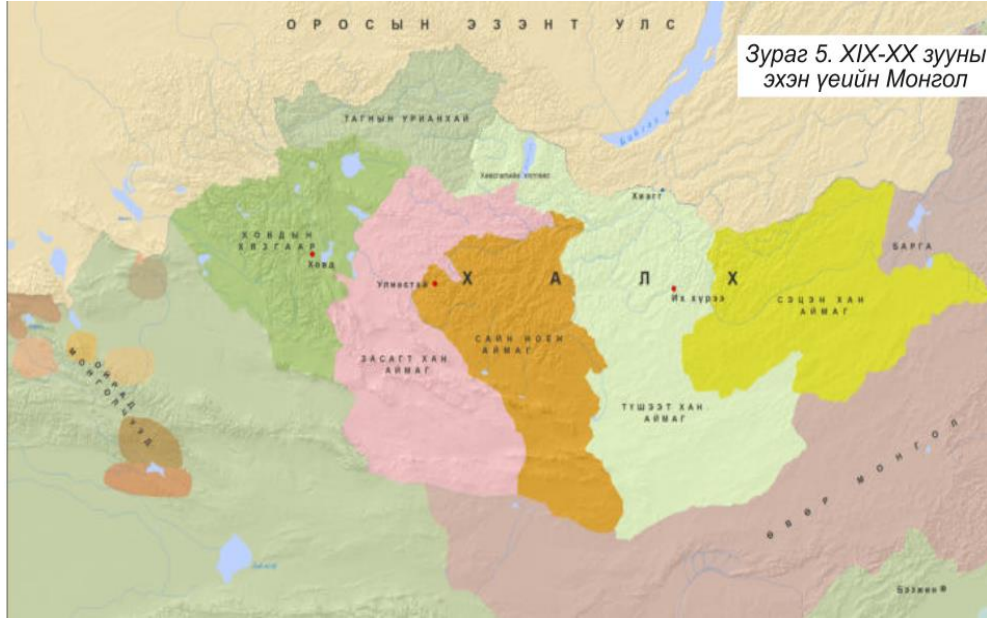 ОРОСЫН ЭЗЭНТ УЛС
Зураг 5. XIX-XX зууны
эхэн үеийн Монгол
ТАГНЫН УРИАНХАЙ
Байгал н
Хиагт
ХОВДЫН
ХЯЗГААР
Ховд
БАРГА
Улиастай
ХАЛХ
Их хүрээ
СЭЦЭН ХАН
АЙМАГ
САЙН НОЁН
АЙМАГ
ЗАСАГТ ХАН
АЙМАГ
ТҮШЭЭТ ХАН
АЙМАГ
ОЙРАД
МОНГОЛЧУУД
ӨВӨР МОНГОЛ
Бээжин